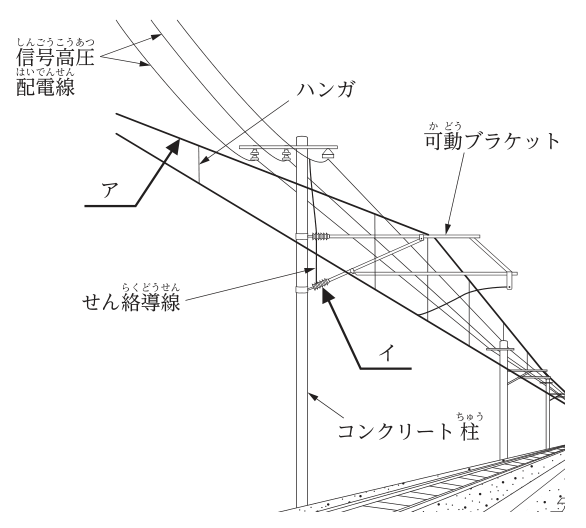 しんごうこうあつ
信号高圧
はいでんせん
配電線
ハンガ
かどう
可動ブラケット
ア
らくどうせん
せん絡導線
イ
ちゅう
コンクリート柱